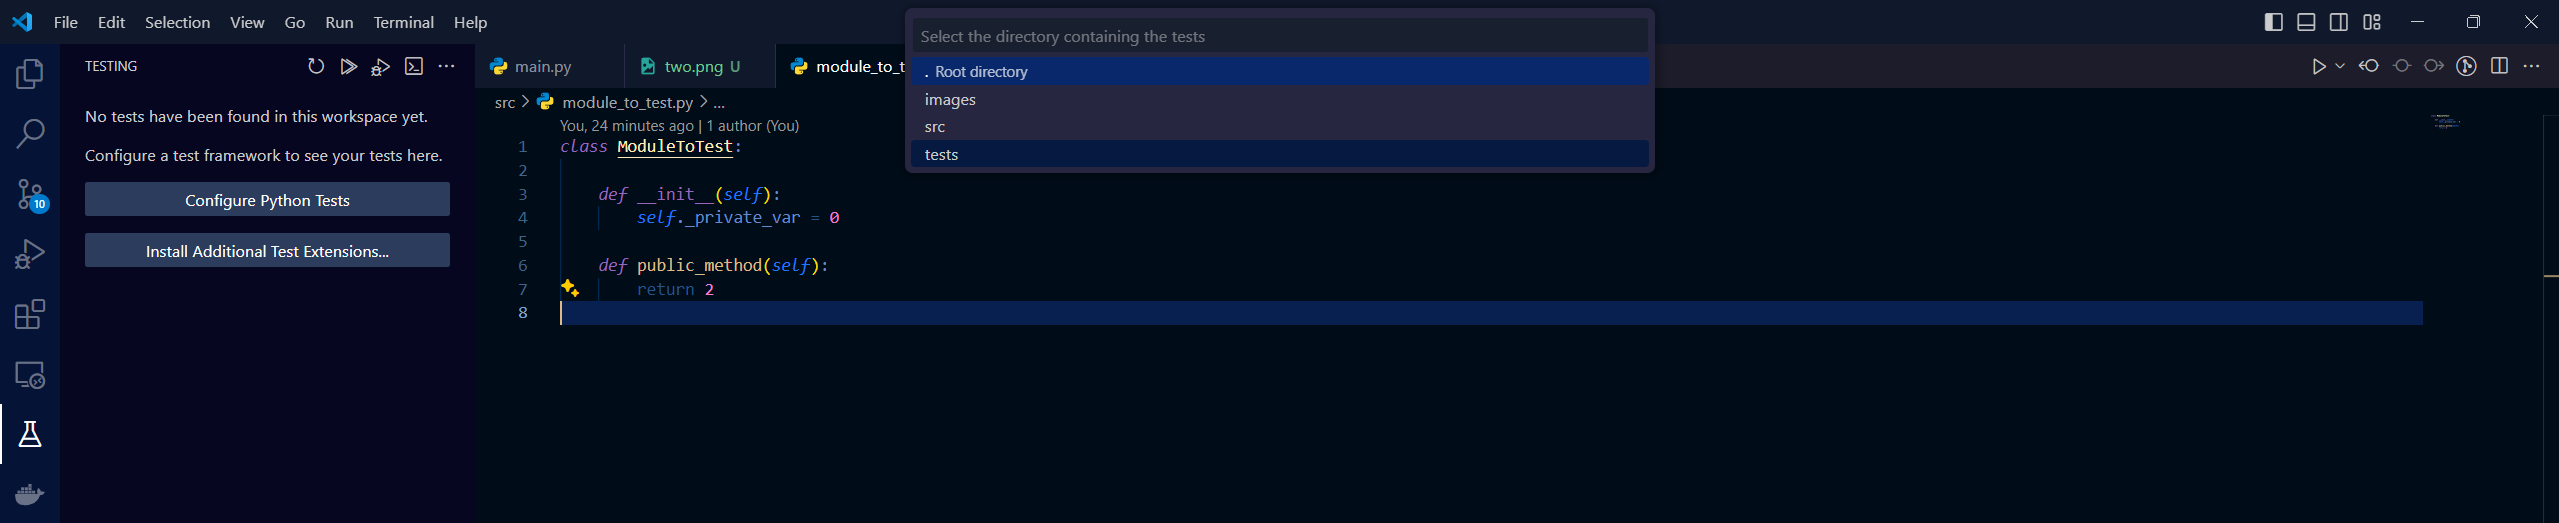 File Edit Selection View Go Run Terminal Help
Select the directory containing the tests
. Root directory
images
src
tests
TESTING
No tests have been found in this workspace yet.
Configure a test framework to see your tests here.
Configure Python Tests
Install Additional Test Extensions...
10
main.py two.png U module_to_t
src > module_to_test.py > ...
You, 24 minutes ago | 1 author (You)
1 class ModuleToTest:
2
3 def __init__(self):
4 self._private_var = 0
5
6 def public_method(self):
7 return 2
8